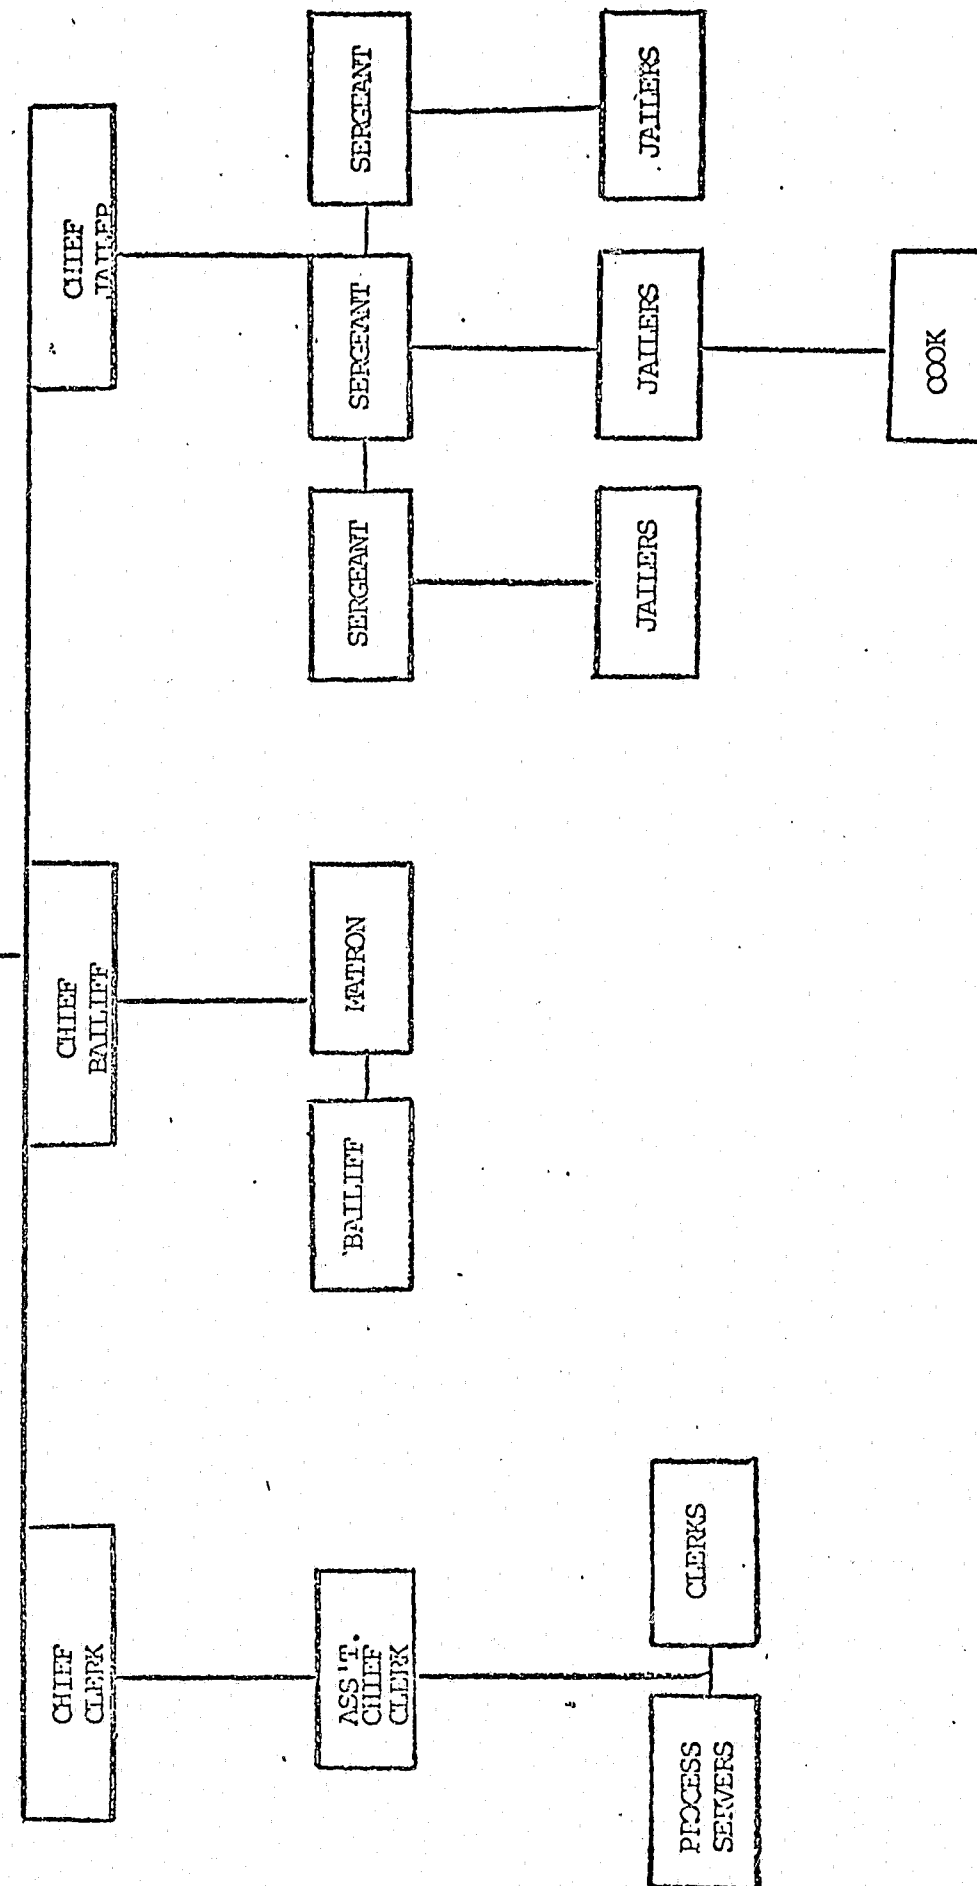 CHIEF
CLERK
CHIEF
BAILIFF
CHIEF
JAILER
ASS'T.
CHIEF
CLERK
BAILIFF
MATRON
SERGEANT
SERGEANT
SERGEANT
PROCESS
SERVERS
CLERKS
JAILERS
JAILERS
JAILERS
COOK